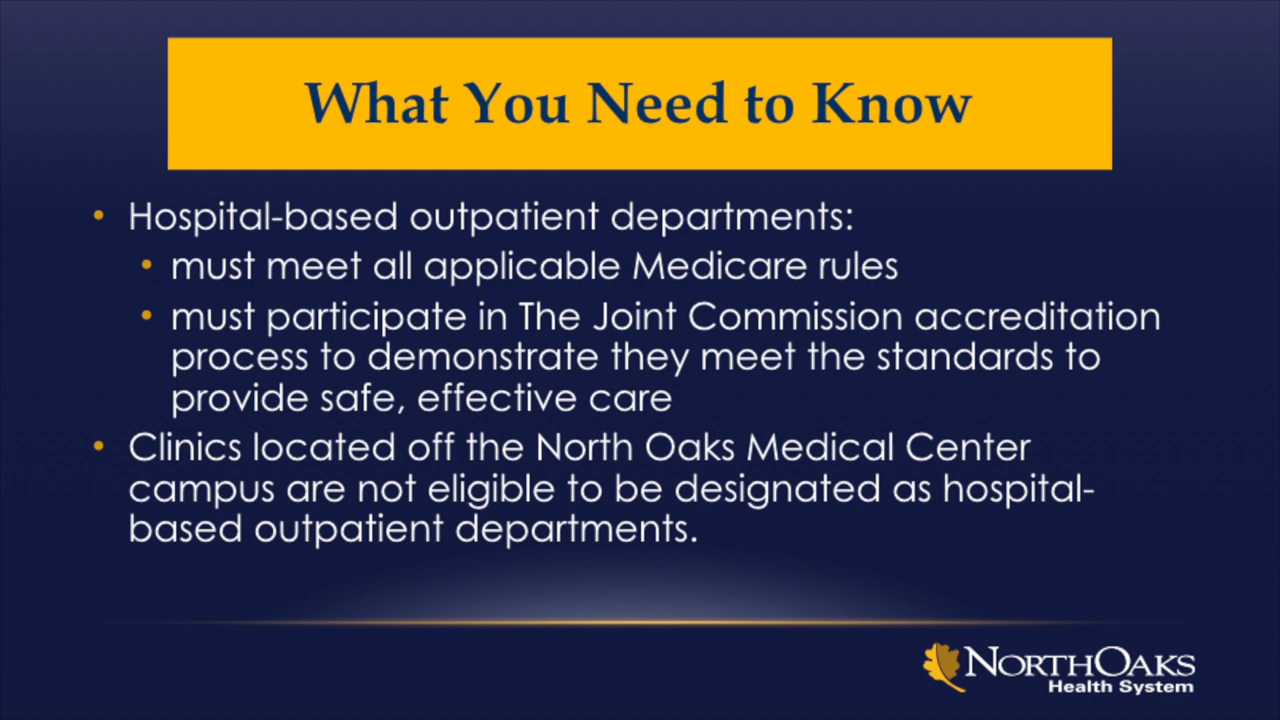 What You Need to Know
• Hospital-based outpatient departments:
• must meet all applicable Medicare rules
• must participate in The Joint Commission accreditation
process to demonstrate they meet the standards to
provide safe, effective care
• Clinics located off the North Oaks Medical Center
campus are not eligible to be designated as hospital-
based outpatient departments.
NORTHOAKS
Health System